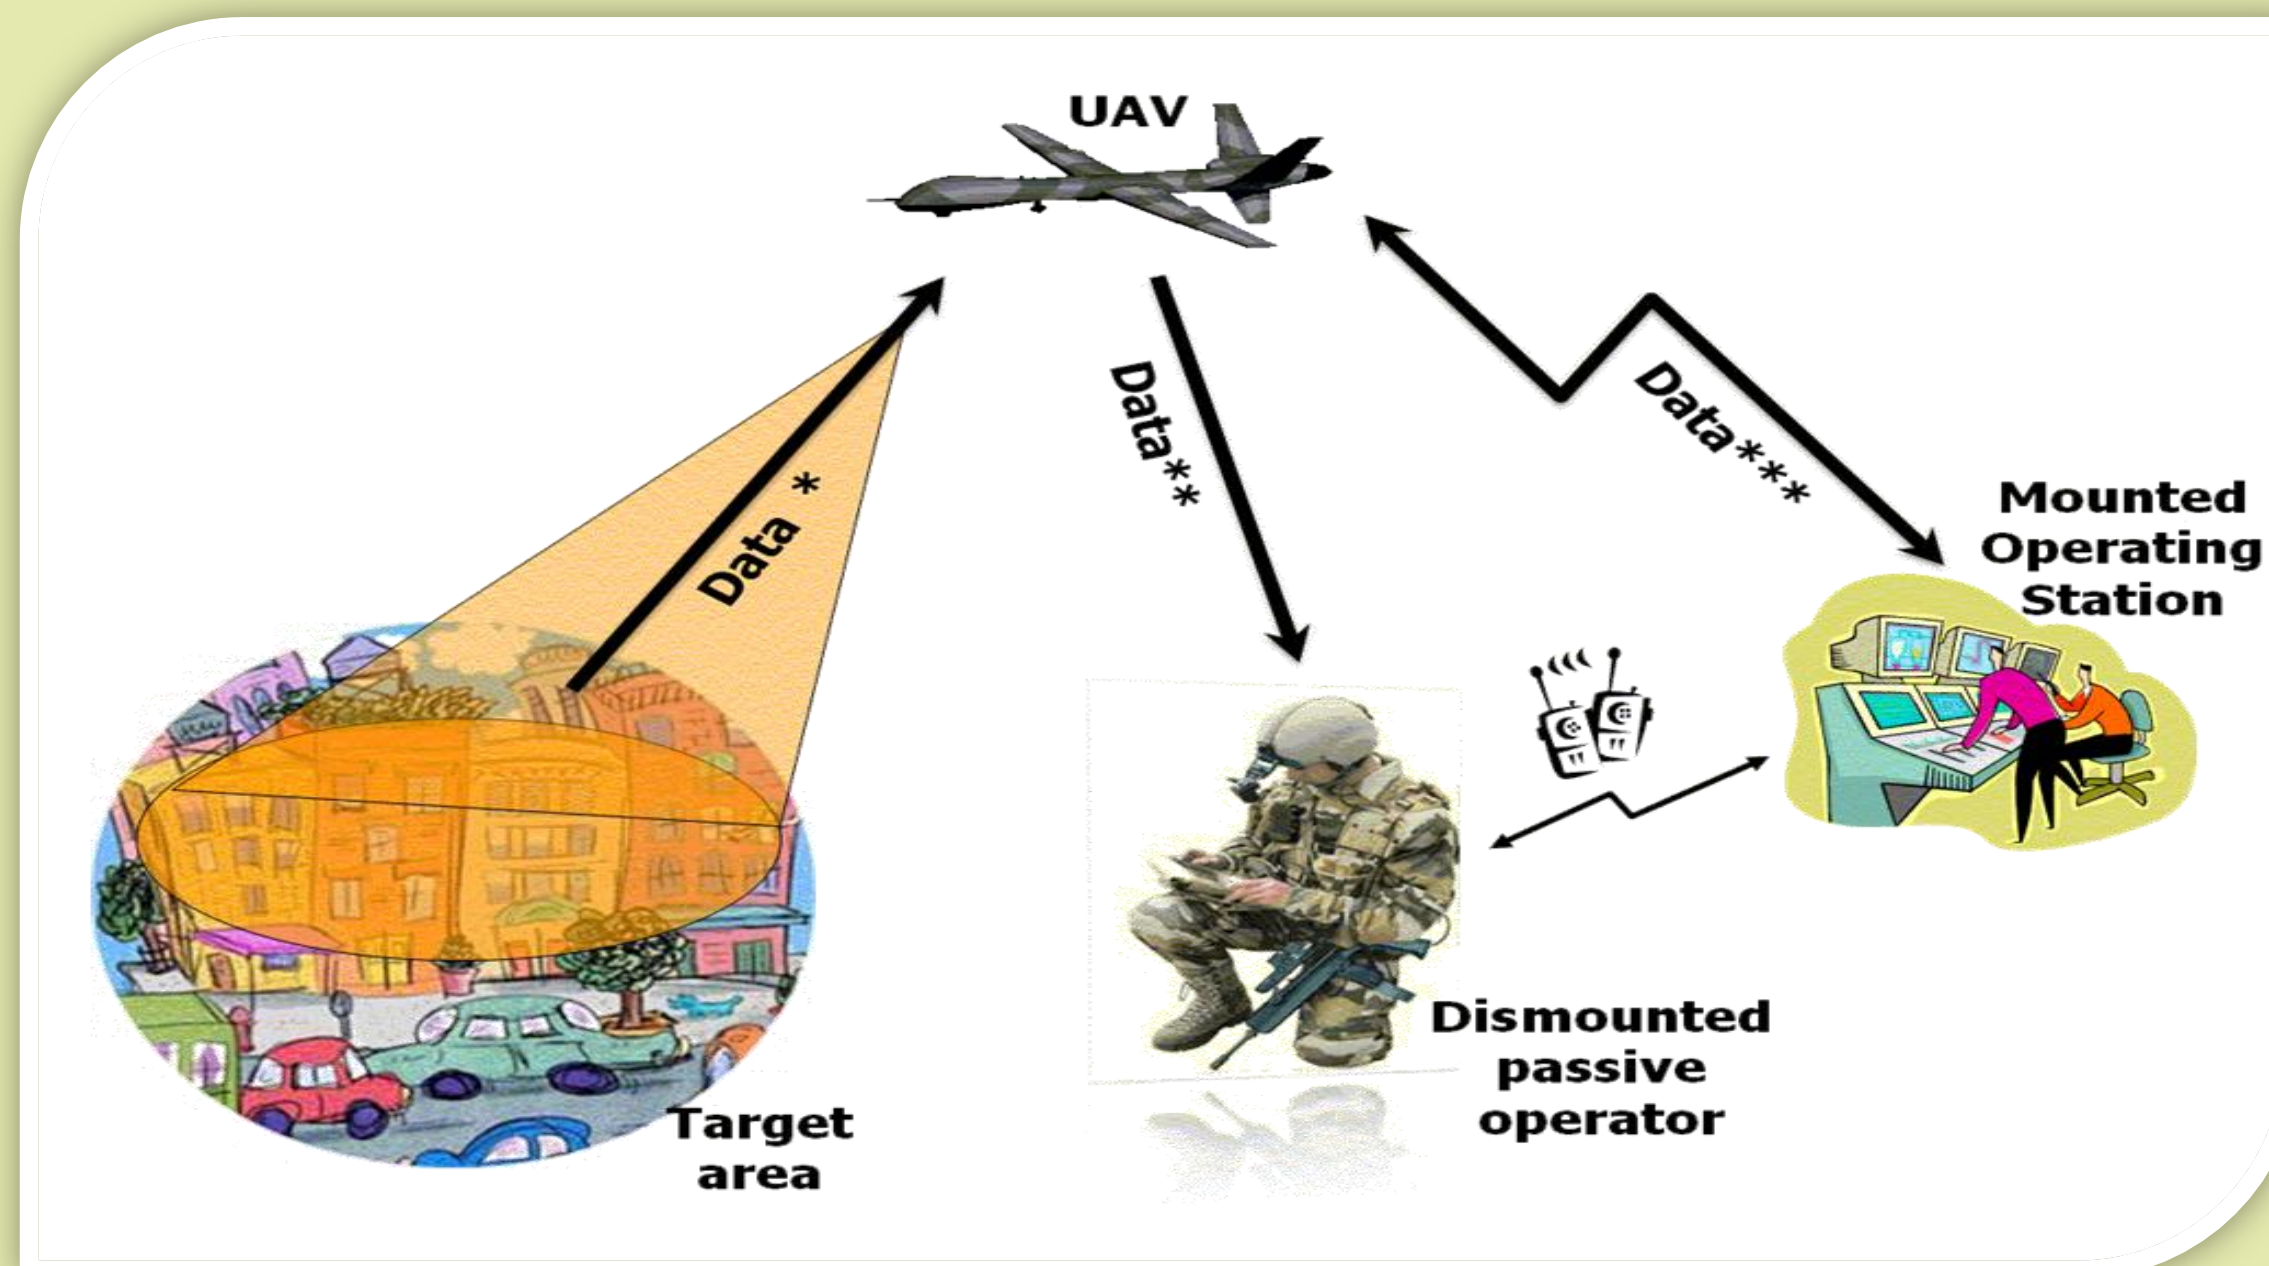 UAV
Data *
Data**
Data***
Mounted
Operating
Station
Dismounted
passive
operator
Target
area